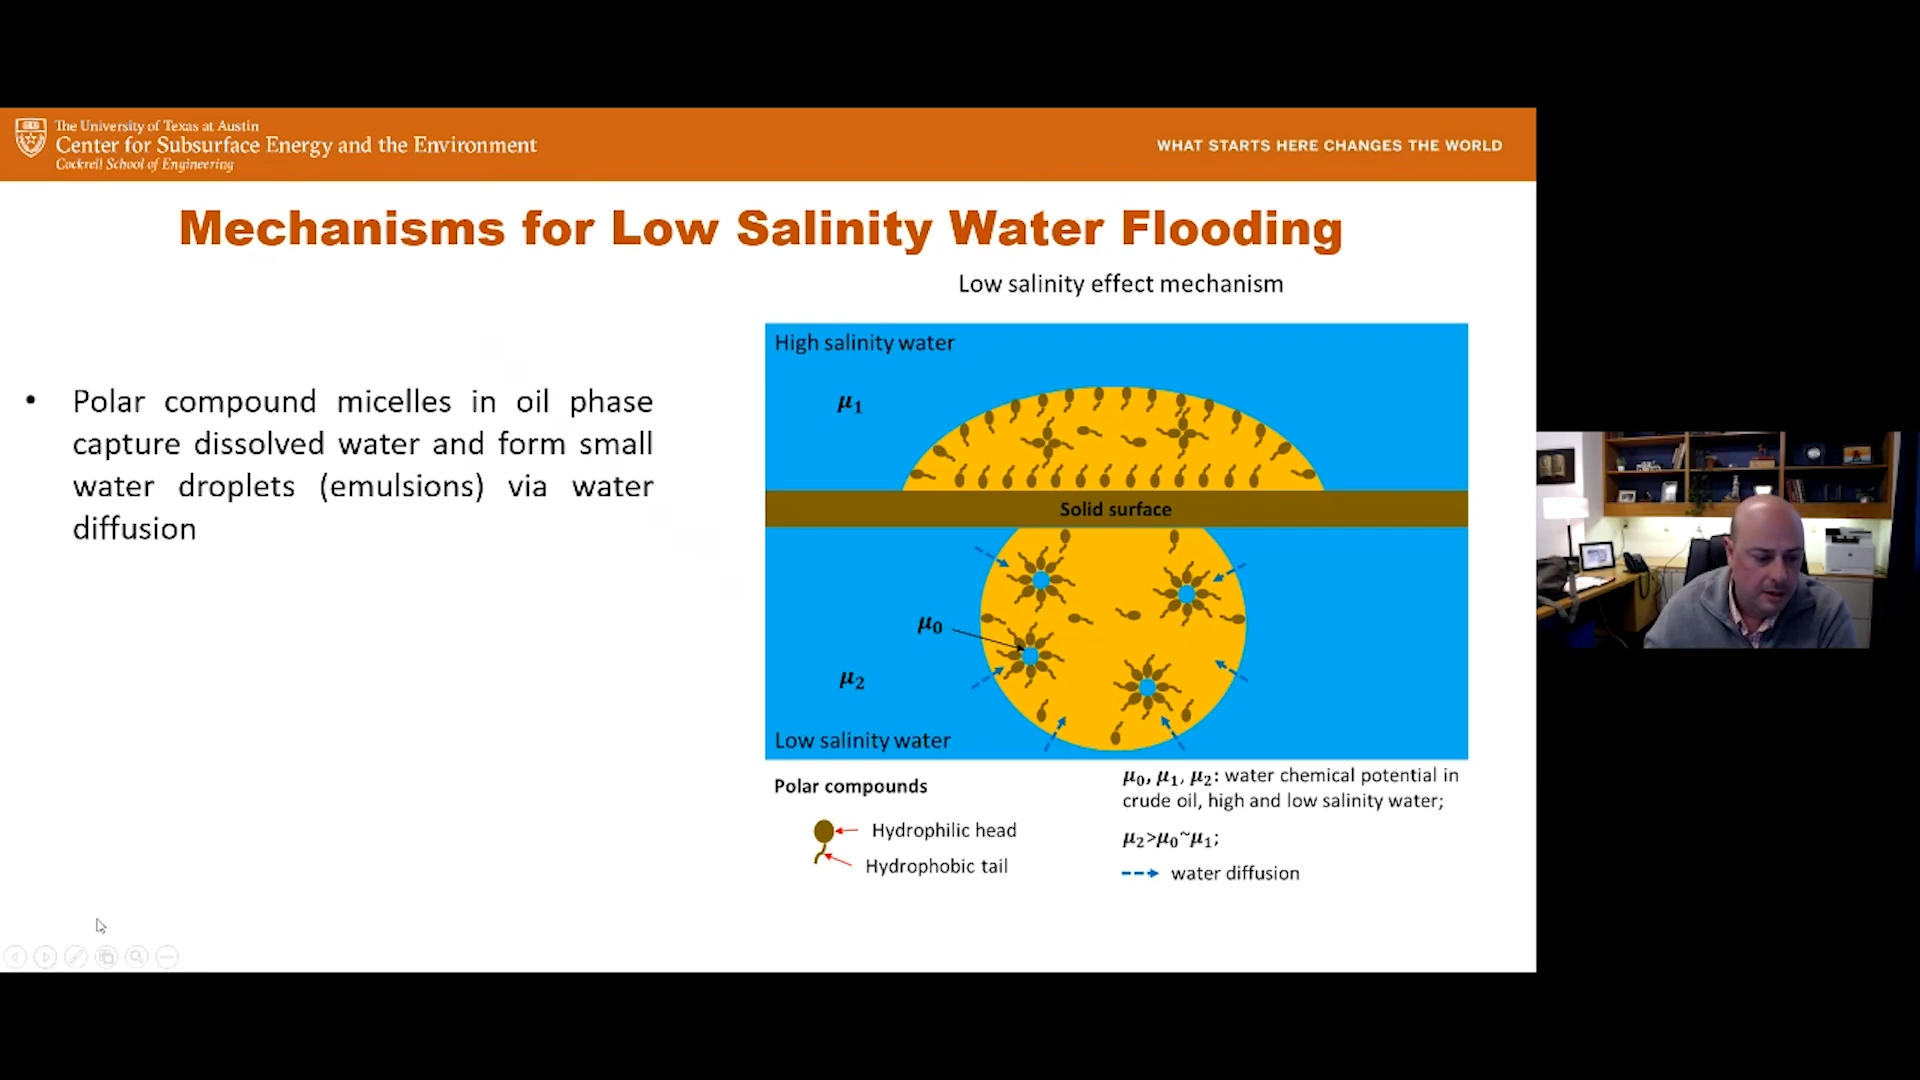 The University of Texas at Austin
Center for Subsurface Energy and the Environment
Cockrell School of Engineering
WHAT STARTS HERE CHANGES THE WORLD
Mechanisms for Low Salinity Water Flooding
Low salinity effect mechanism
• Polar compound micelles in oil phase
capture dissolved water and form small
water droplets (emulsions) via water
diffusion
High salinity water
μ₁
Solid surface
μ₀
μ₂
Low salinity water
Polar compounds
Hydrophilic head
Hydrophobic tail
μ₀, μ₁, μ₂: water chemical potential in
crude oil, high and low salinity water;
μ₂>μ₀~μ₁;
water diffusion